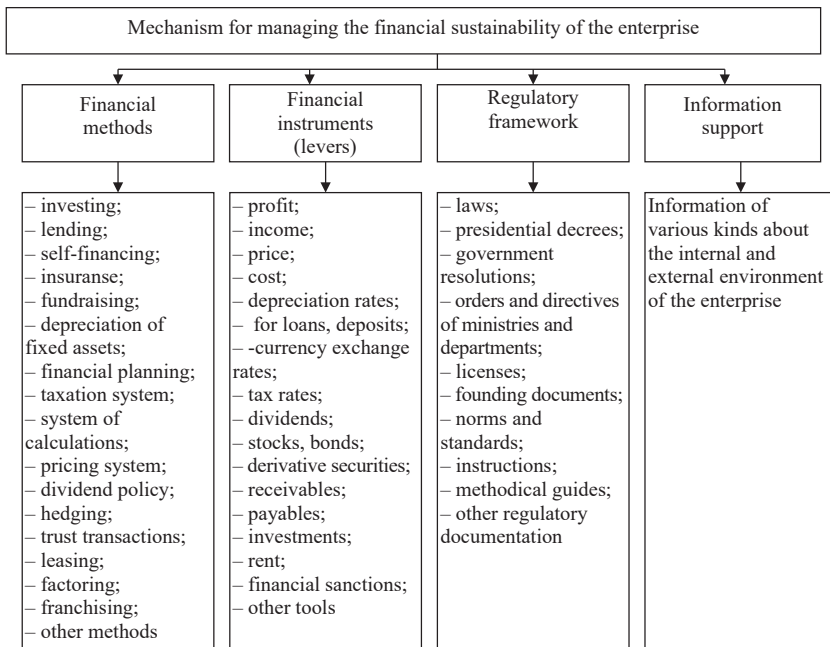 Mechanism for managing the financial sustainability of the enterprise
Financial
methods
Financial
instruments
(levers)
Regulatory
framework
Information
support
– investing;
– lending;
– self-financing;
– insuranse;
– fundraising;
– depreciation of
fixed assets;
– financial planning;
– taxation system;
– system of
calculations;
– pricing system;
– dividend policy;
– hedging;
– trust transactions;
– leasing;
– factoring;
– franchising;
– other methods
– profit;
– income;
– price;
– cost;
– depreciation rates;
– for loans, deposits;
– -currency exchange
rates;
– tax rates;
– dividends;
– stocks, bonds;
– derivative securities;
– receivables;
– payables;
– investments;
– rent;
– financial sanctions;
– other tools
– laws;
– presidential decrees;
– government
resolutions;
– orders and directives
of ministries and
departments;
– licenses;
– founding documents;
– norms and
standards;
– instructions;
– methodical guides;
– other regulatory
documentation
Information of
various kinds about
the internal and
external environment
of the enterprise